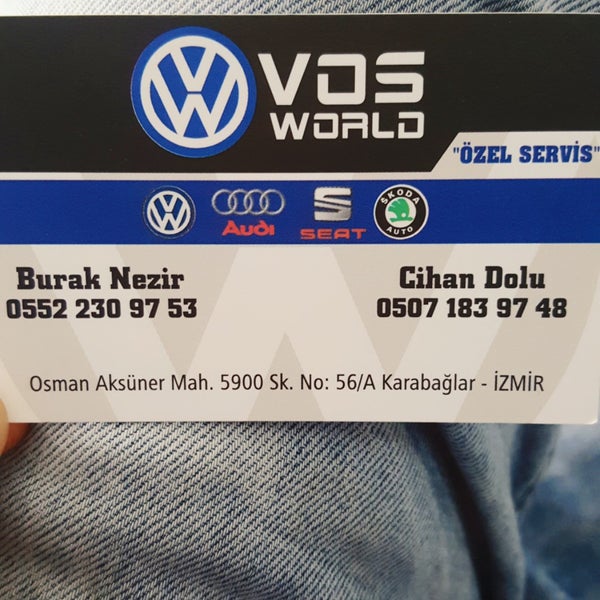 VOS
WORLD
"ÖZEL SERVİS"
Audi
SEAT
ŠKODA
AUTO
Burak Nezir
0552 230 97 53
Cihan Dolu
0507 183 97 48
Osman Aksüner Mah. 5900 Sk. No: 56/A Karabağlar - İZMİR